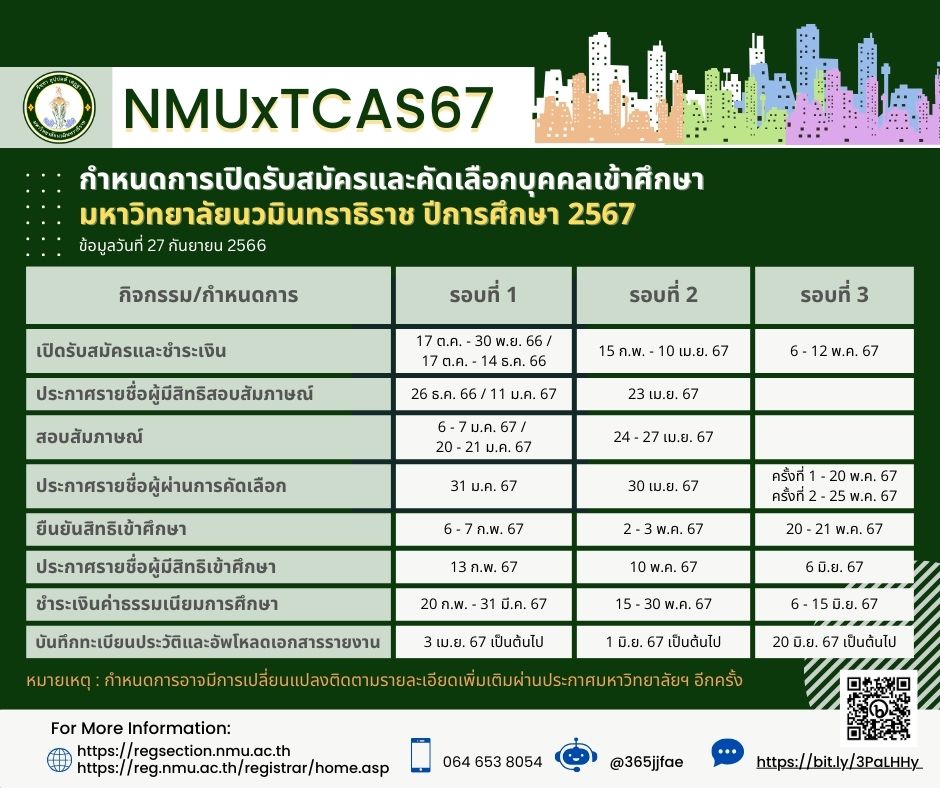 NMUxTCAS67
กำหนดการเปิดรับสมัครและคัดเลือกบุคคลเข้าศึกษา
มหาวิทยาลัยนวมินทราธิราช ปีการศึกษา 2567
ข้อมูลวันที่ 27 กันยายน 2566
กิจกรรม/กำหนดการ รอบที่ 1 รอบที่ 2 รอบที่ 3
เปิดรับสมัครและชำระเงิน 17 ต.ค. - 30 พ.ย. 66 / 15 ก.พ. - 10 เม.ย. 67 6 - 12 พ.ค. 67
17 ต.ค. - 14 ธ.ค. 66
ประกาศรายชื่อผู้มีสิทธิสอบสัมภาษณ์ 26 ธ.ค. 66 / 11 ม.ค. 67 23 เม.ย. 67
สอบสัมภาษณ์ 6 - 7 ม.ค. 67 / 24 - 27 เม.ย. 67
20 - 21 ม.ค. 67
ประกาศรายชื่อผู้ผ่านการคัดเลือก 31 ม.ค. 67 30 เม.ย. 67 ครั้งที่ 1 - 20 พ.ค. 67
ครั้งที่ 2 - 25 พ.ค. 67
ยืนยันสิทธิเข้าศึกษา 6 - 7 ก.พ. 67 2 - 3 พ.ค. 67 20 - 21 พ.ค. 67
ประกาศรายชื่อผู้มีสิทธิเข้าศึกษา 13 ก.พ. 67 10 พ.ค. 67 6 มิ.ย. 67
ชำระเงินค่าธรรมเนียมการศึกษา 20 ก.พ. - 31 มี.ค. 67 15 - 30 พ.ค. 67 6 - 15 มิ.ย. 67
บันทึกทะเบียนประวัติและอัพโหลดเอกสารรายงาน 3 เม.ย. 67 เป็นต้นไป 1 มิ.ย. 67 เป็นต้นไป 20 มิ.ย. 67 เป็นต้นไป
หมายเหตุ : กำหนดการอาจมีการเปลี่ยนแปลงติดตามรายละเอียดเพิ่มเติมผ่านประกาศมหาวิทยาลัยฯ อีกครั้ง
For More Information:
https://regsection.nmu.ac.th
https://reg.nmu.ac.th/registrar/home.asp
064 653 8054
@365jjfae
https://bit.ly/3PaLHHy